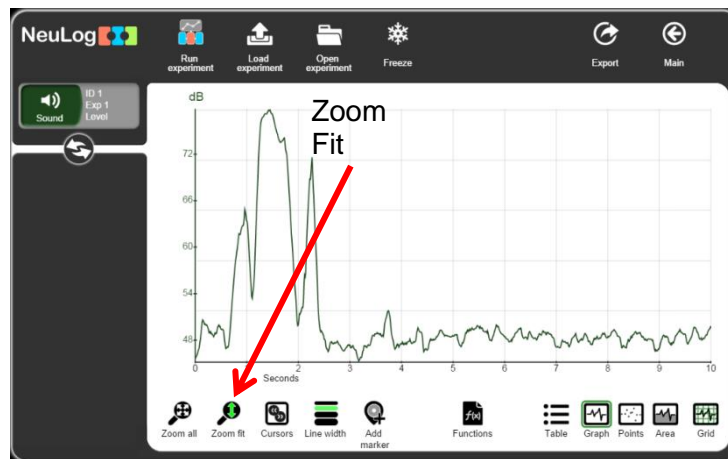 NeuLog
Run
experiment
Load
experiment
Open
experiment
Freeze
Export
Main
Sound
ID 1
Exp 1
Level
dB
Zoom
Fit
72
66
60
54
48
0
2
3
4
5
6
7
8
9
10
Seconds
Zoom all
Zoom fit
Cursors
Line width
Add
marker
f(x)
Functions
Table
Graph
Points
Area
Grid